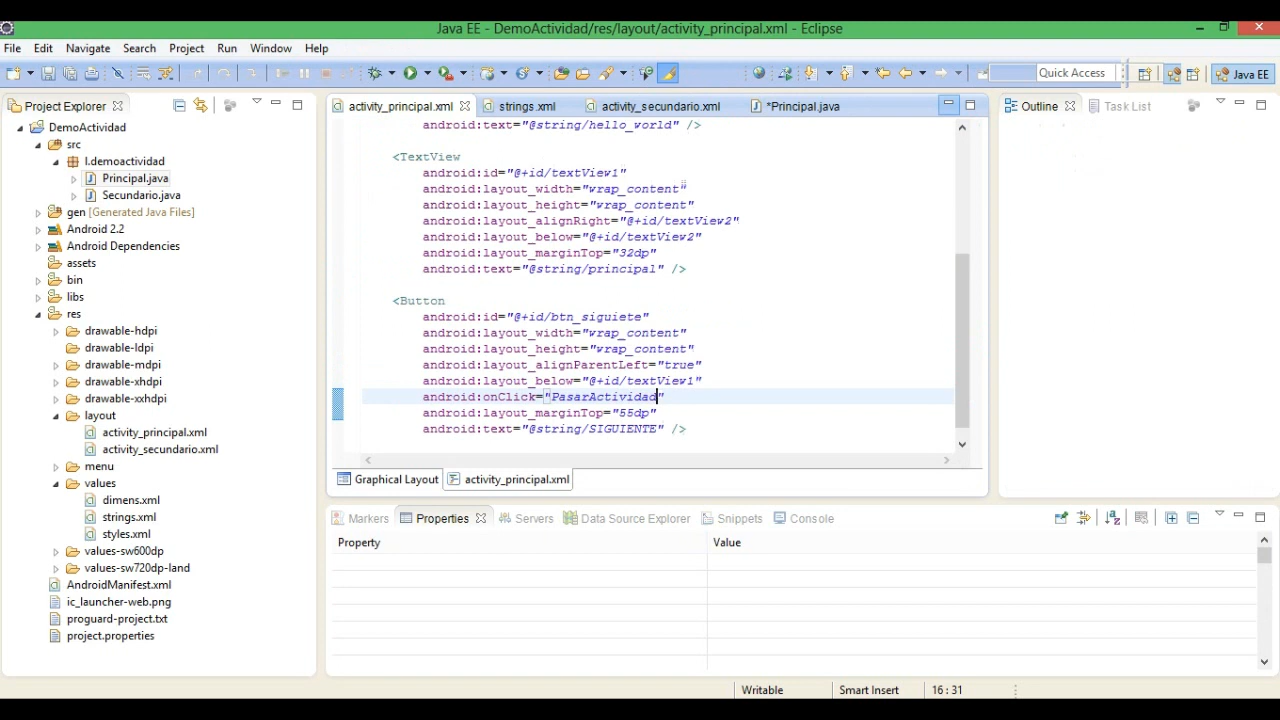 Java EE - DemoActividad/res/layout/activity_principal.xml - Eclipse
File Edit Navigate Search Project Run Window Help
Quick Access
Java EE
Project Explorer
DemoActividad
src
l.demoactividad
Principal.java
Secundario.java
gen [Generated Java Files]
Android 2.2
Android Dependencies
assets
bin
libs
res
drawable-hdpi
drawable-ldpi
drawable-mdpi
drawable-xhdpi
drawable-xxhdpi
layout
activity_principal.xml
activity_secundario.xml
menu
values
dimens.xml
strings.xml
styles.xml
values-sw600dp
values-sw720dp-land
AndroidManifest.xml
ic_launcher-web.png
proguard-project.txt
project.properties
activity_principal.xml strings.xml activity_secundario.xml *Principal.java
android:text="@string/hello_world" />
<TextView
android:id="@+id/textView1"
android:layout_width="wrap_content"
android:layout_height="wrap_content"
android:layout_alignRight="@+id/textView2"
android:layout_below="@+id/textView2"
android:layout_marginTop="32dp"
android:text="@string/principal" />
<Button
android:id="@+id/btn_siguiete"
android:layout_width="wrap_content"
android:layout_height="wrap_content"
android:layout_alignParentLeft="true"
android:layout_below="@+id/textView1"
android:onClick="PasarActividad"
android:layout_marginTop="55dp"
android:text="@string/SIGUIENTE" />
Graphical Layout activity_principal.xml
Outline Task List
Markers Properties Servers Data Source Explorer Snippets Console
Property Value
Writable Smart Insert 16 : 31